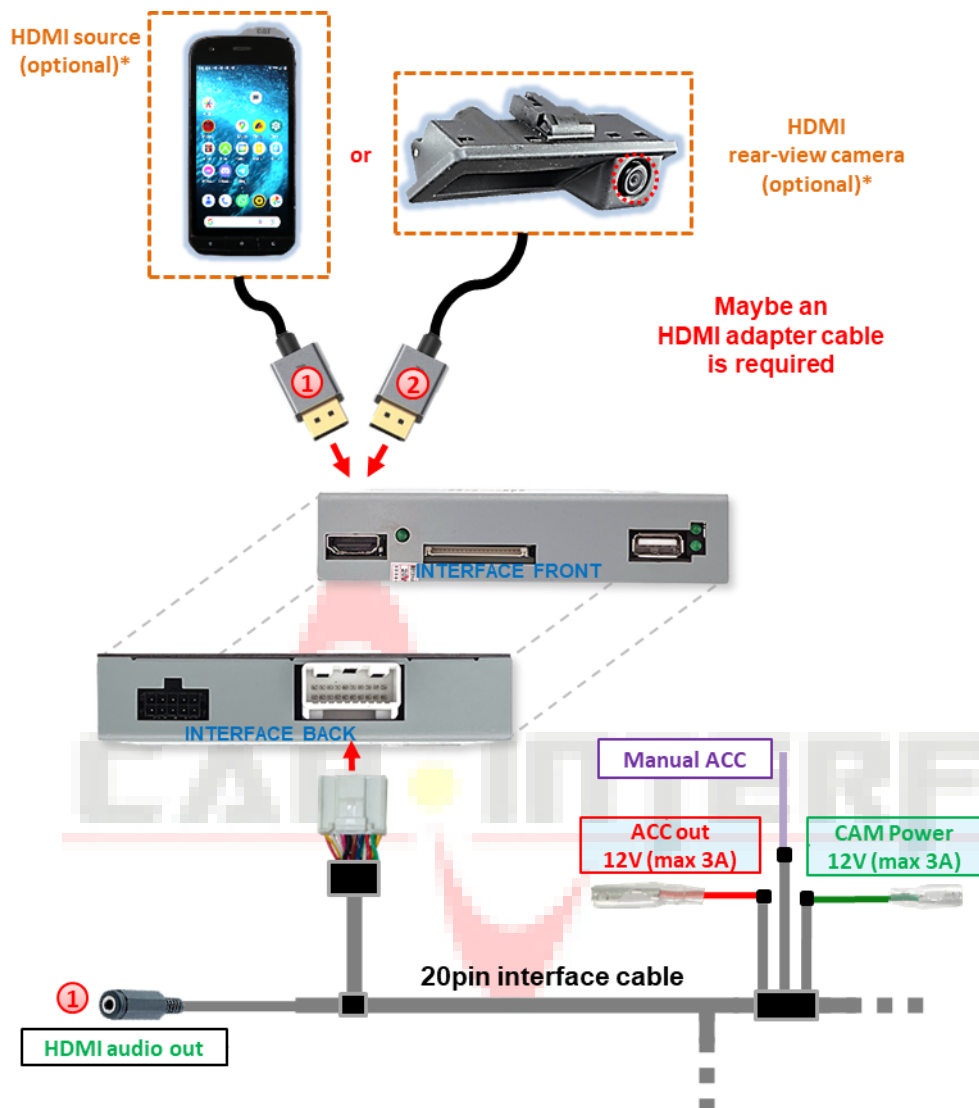 HDMI source
(optional)*
or
HDMI
rear-view camera
(optional)*
Maybe an
HDMI adapter cable
is required
1
2
INTERFACE FRONT
INTERFACE BACK
CAR INTERF
Manual ACC
ACC out
12V (max 3A)
CAM Power
12V (max 3A)
20pin interface cable
1
HDMI audio out